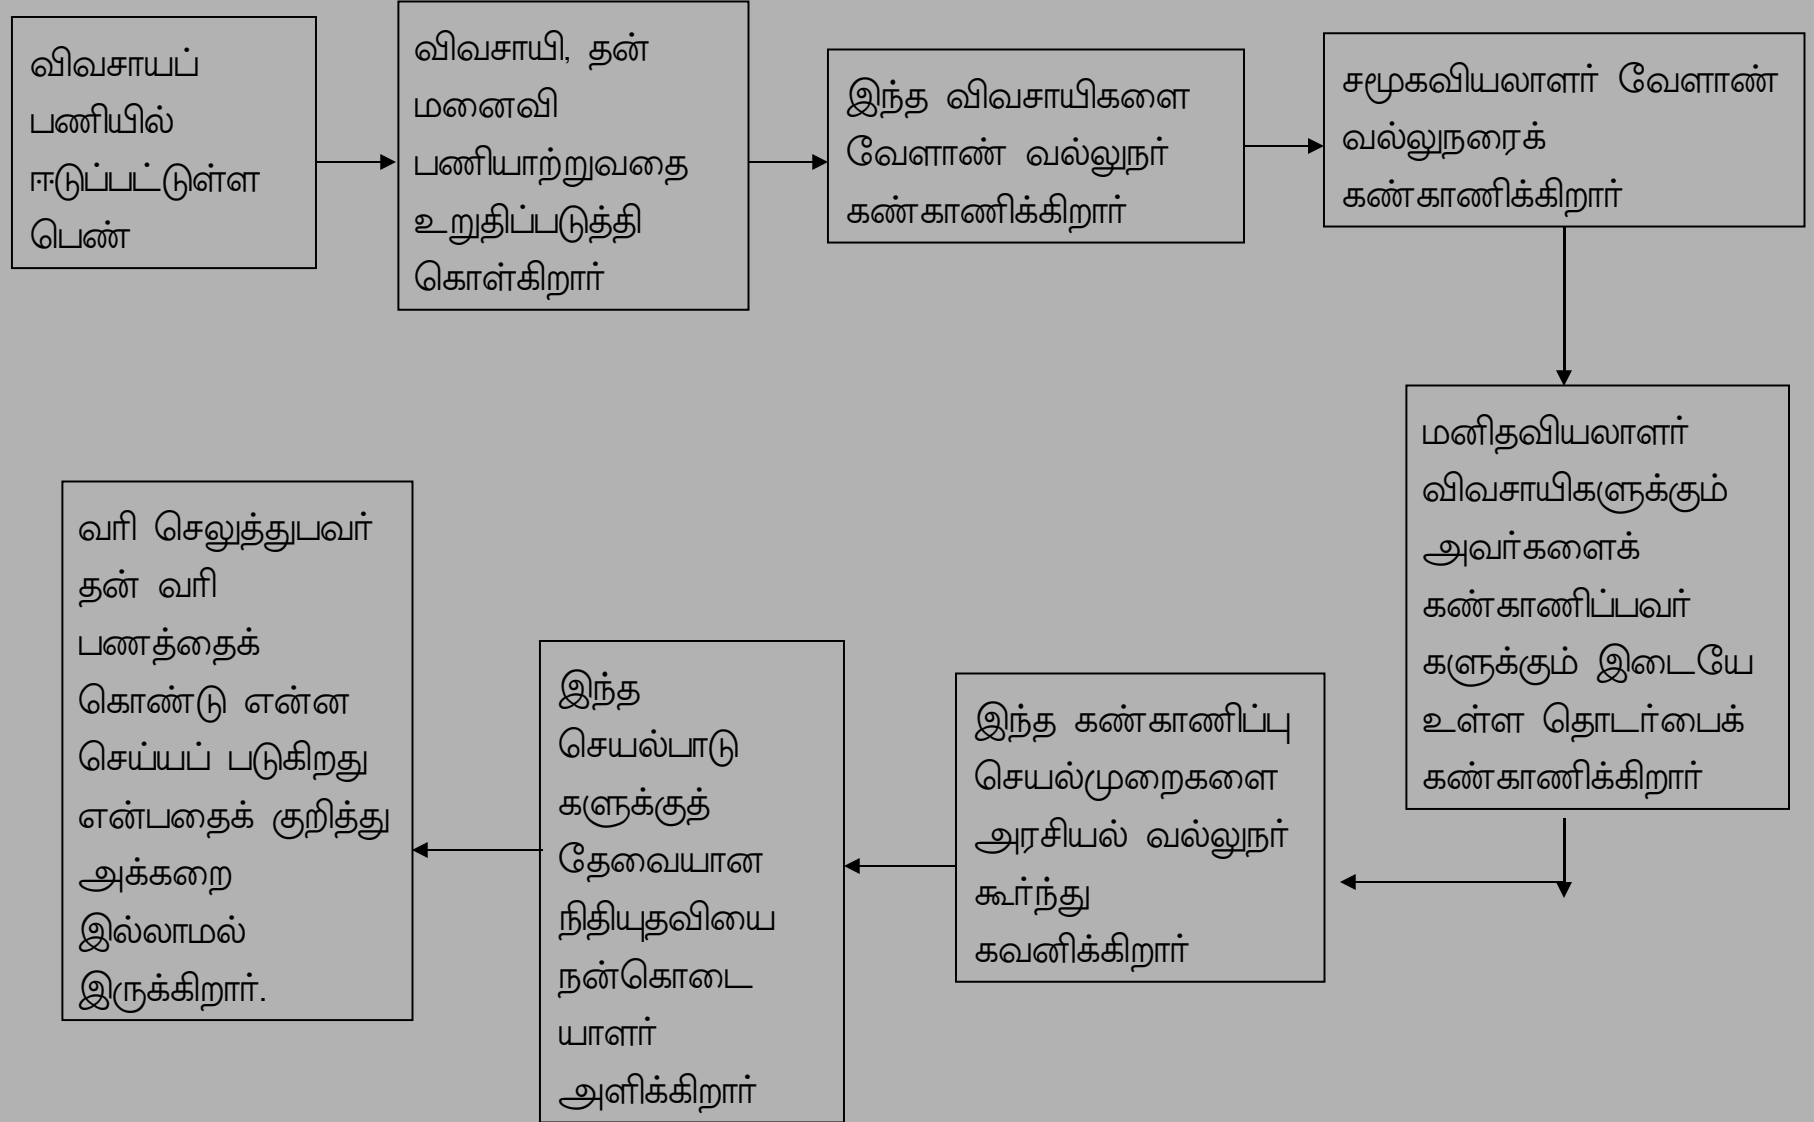 விவசாயப்
பணியில்
ஈடுப்பட்டுள்ள
பெண்
விவசாயி, தன்
மனைவி
பணியாற்றுவதை
உறுதிப்படுத்தி
கொள்கிறார்
இந்த விவசாயிகளை
வேளாண் வல்லுநர்
கண்காணிக்கிறார்
சமூகவியலாளர் வேளாண்
வல்லுநரைக்
கண்காணிக்கிறார்
மனிதவியலாளர்
விவசாயிகளுக்கும்
அவர்களைக்
கண்காணிப்பவர்
களுக்கும் இடையே
உள்ள தொடர்பைக்
கண்காணிக்கிறார்
இந்த கண்காணிப்பு
செயல்முறைகளை
அரசியல் வல்லுநர்
கூர்ந்து
கவனிக்கிறார்
இந்த
செயல்பாடு
களுக்குத்
தேவையான
நிதியுதவியை
நன்கொடை
யாளர்
அளிக்கிறார்
வரி செலுத்துபவர்
தன் வரி
பணத்தைக்
கொண்டு என்ன
செய்யப் படுகிறது
என்பதைக் குறித்து
அக்கறை
இல்லாமல்
இருக்கிறார்.